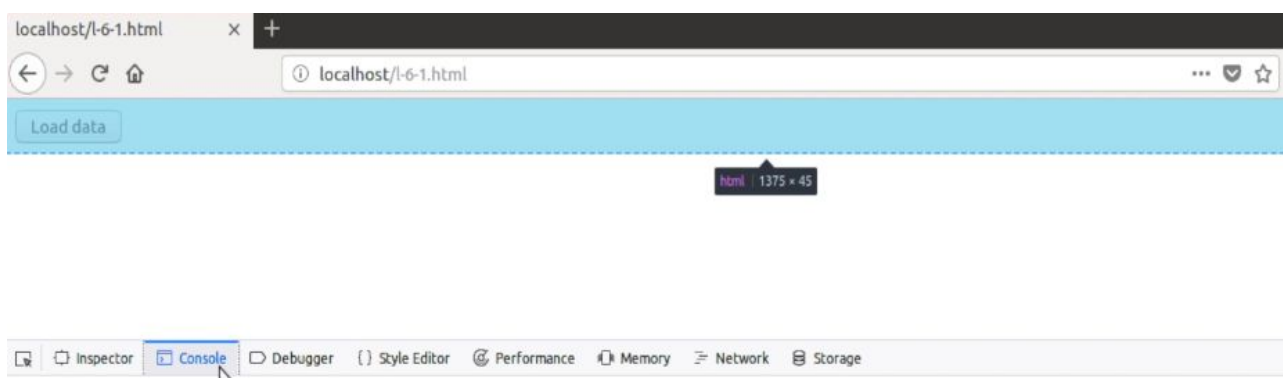 localhost/l-6-1.html × +
localhost/l-6-1.html
Load data
html 1375 × 45
Inspector Console Debugger { } Style Editor Performance Memory Network Storage